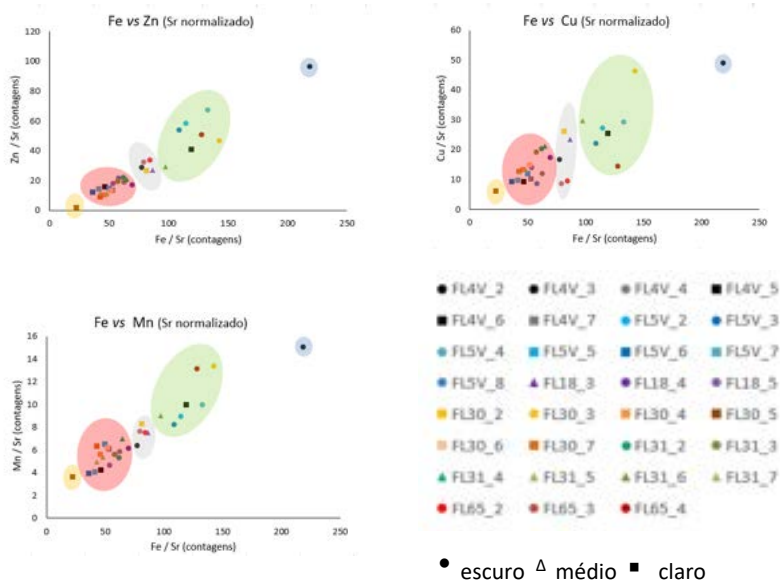 Fe vs Zn (Sr normalizado)
120
100
80
60
40
20
0
Zn / Sr (contagens)
0 50 100 150 200 250
Fe / Sr (contagens)
Fe vs Cu (Sr normalizado)
60
50
40
30
20
10
0
Cu / Sr (contagens)
0 50 100 150 200 250
Fe / Sr (contagens)
Fe vs Mn (Sr normalizado)
16
14
12
10
8
6
4
2
0
Mn / Sr (contagens)
0 50 100 150 200 250
Fe / Sr (contagens)
FL4V_2 FL4V_3 FL4V_4 FL4V_5
FL4V_6 FL4V_7 FL5V_2 FL5V_3
FL5V_4 FL5V_5 FL5V_6 FL5V_7
FL5V_8 FL18_3 FL18_4 FL18_5
FL30_2 FL30_3 FL30_4 FL30_5
FL30_6 FL30_7 FL31_2 FL31_3
FL31_4 FL31_5 FL31_6 FL31_7
FL65_2 FL65_3 FL65_4
● escuro Δ médio ■ claro